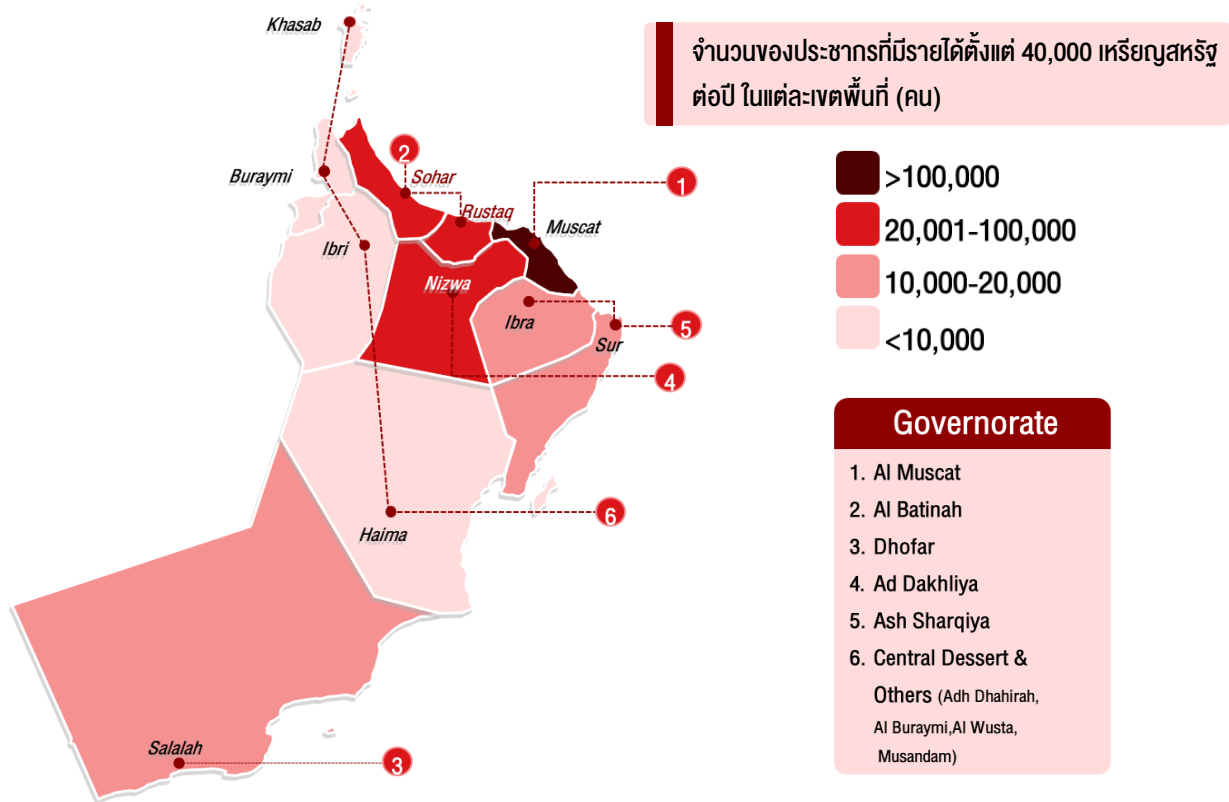 Khasab
จำนวนของประชากรที่มีรายได้ตั้งแต่ 40,000 เหรียญสหรัฐ
ต่อปี ในแต่ละเขตพื้นที่ (คน)
2
Buraymi
Sohar
1
>100,000
Rustaq
Muscat
20,001-100,000
Ibri
Nizwa
10,000-20,000
Ibra
5
Sur
<10,000
4
Governorate
1. Al Muscat
2. Al Batinah
3. Dhofar
4. Ad Dakhliya
5. Ash Sharqiya
6. Central Dessert &
Others (Adh Dhahirah,
Al Buraymi,Al Wusta,
Musandam)
6
Haima
Salalah
3